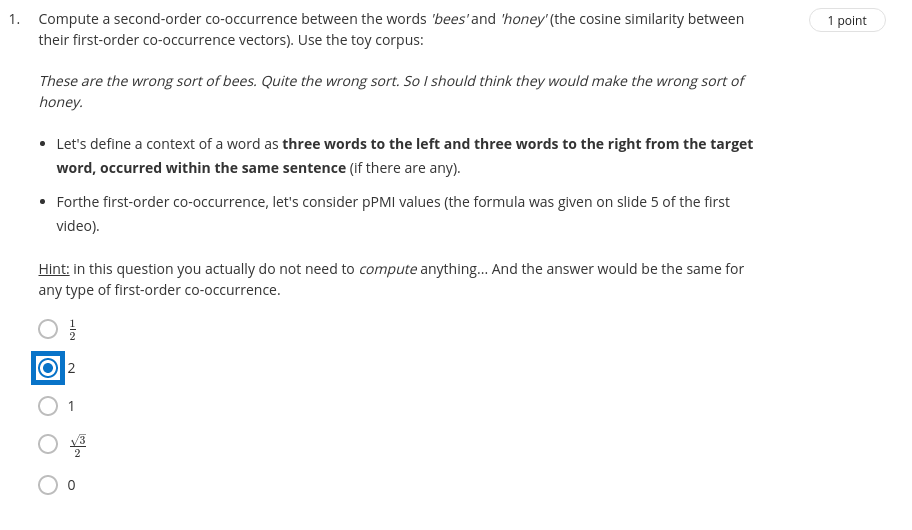 1. Compute a second-order co-occurrence between the words 'bees' and 'honey' (the cosine similarity between
1 point
their first-order co-occurrence vectors). Use the toy corpus:
These are the wrong sort of bees. Quite the wrong sort. So I should think they would make the wrong sort of
honey.
• Let's define a context of a word as three words to the left and three words to the right from the target
word, occurred within the same sentence (if there are any).
• Forthe first-order co-occurrence, let's consider pPMI values (the formula was given on slide 5 of the first
video).
Hint: in this question you actually do not need to compute anything... And the answer would be the same for
any type of first-order co-occurrence.
1/2
2
1
√3/2
0